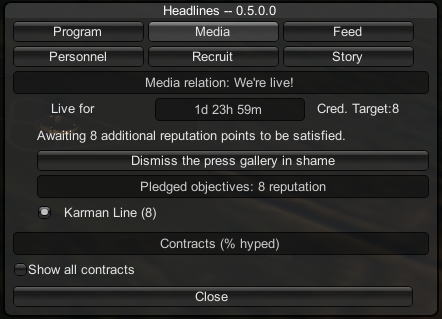 Headlines -- 0.5.0.0
Program Media Feed
Personnel Recruit Story
Media relation: We're live!
Live for 1d 23h 59m Cred. Target:8
Awaiting 8 additional reputation points to be satisfied.
Dismiss the press gallery in shame
Pledged objectives: 8 reputation
Karman Line (8)
Contracts (% hyped)
Show all contracts
Close